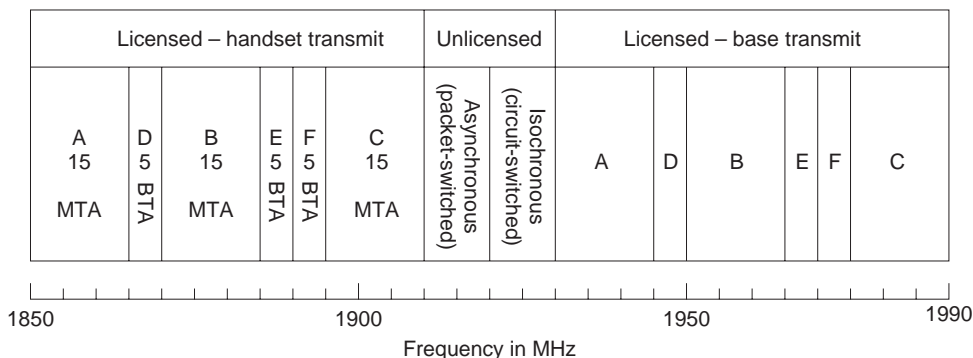 Licensed – handset transmit
Unlicensed
Licensed – base transmit
A
15
MTA
D
5
BTA
B
15
MTA
E
5
BTA
F
5
BTA
C
15
MTA
Asynchronous
(packet-switched)
Isochronous
(circuit-switched)
A
D
B
E
F
C
1850
1900
1950
1990
Frequency in MHz